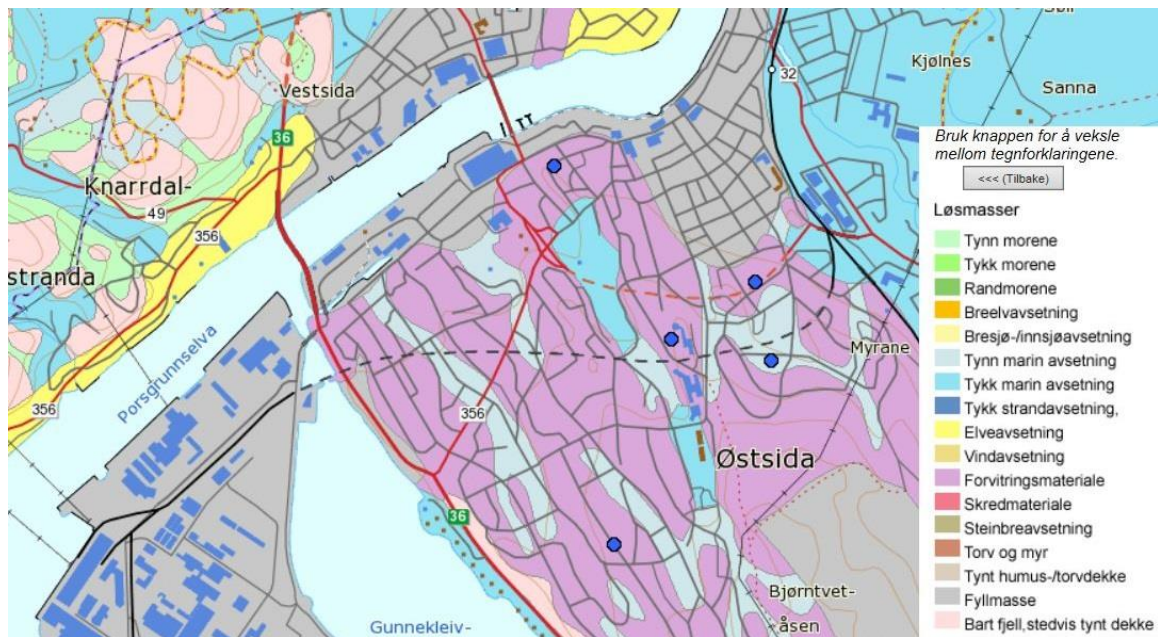 Søli
Kjølnes
Sanna
32
Vestsida
36
Knarrdal-
49
356
stranda
Porsgrunnselva
356
Myrane
356
Østsida
36
Bjørntvet-
åsen
Gunnekleiv-
Bruk knappen for å veksle
mellom tegnforklaringene.
<<< (Tilbake)
Løsmasser
Tynn morene
Tykk morene
Randmorene
Breelvavsetning
Bresjø-/innsjøavsetning
Tynn marin avsetning
Tykk marin avsetning
Tykk strandavsetning,
Elveavsetning
Vindavsetning
Forvitringsmateriale
Skredmateriale
Steinbreavsetning
Torv og myr
Tynt humus-/torvdekke
Fyllmasse
Bart fjell,stedvis tynt dekke